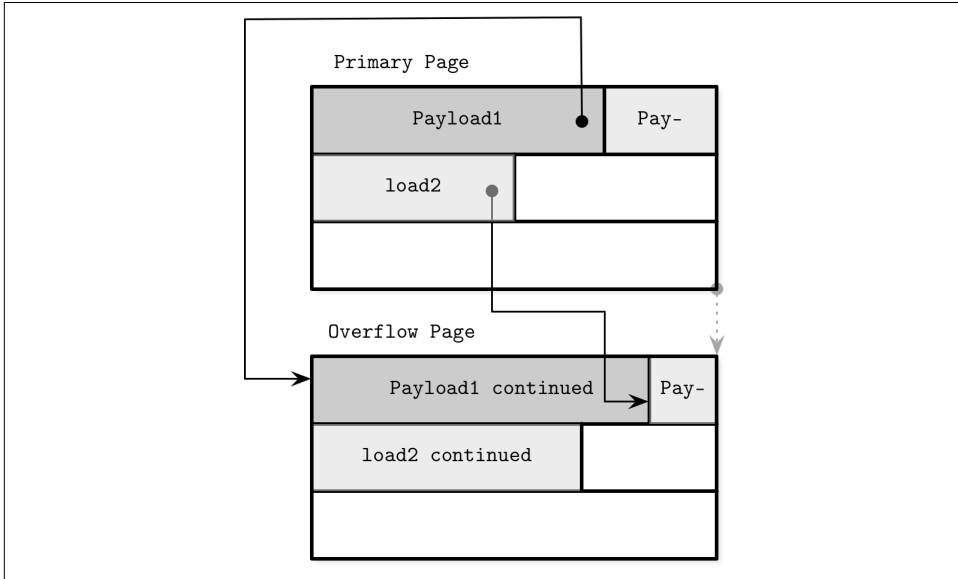 Primary Page
Payload1 Pay-
load2
Overflow Page
Payload1 continued Pay-
load2 continued